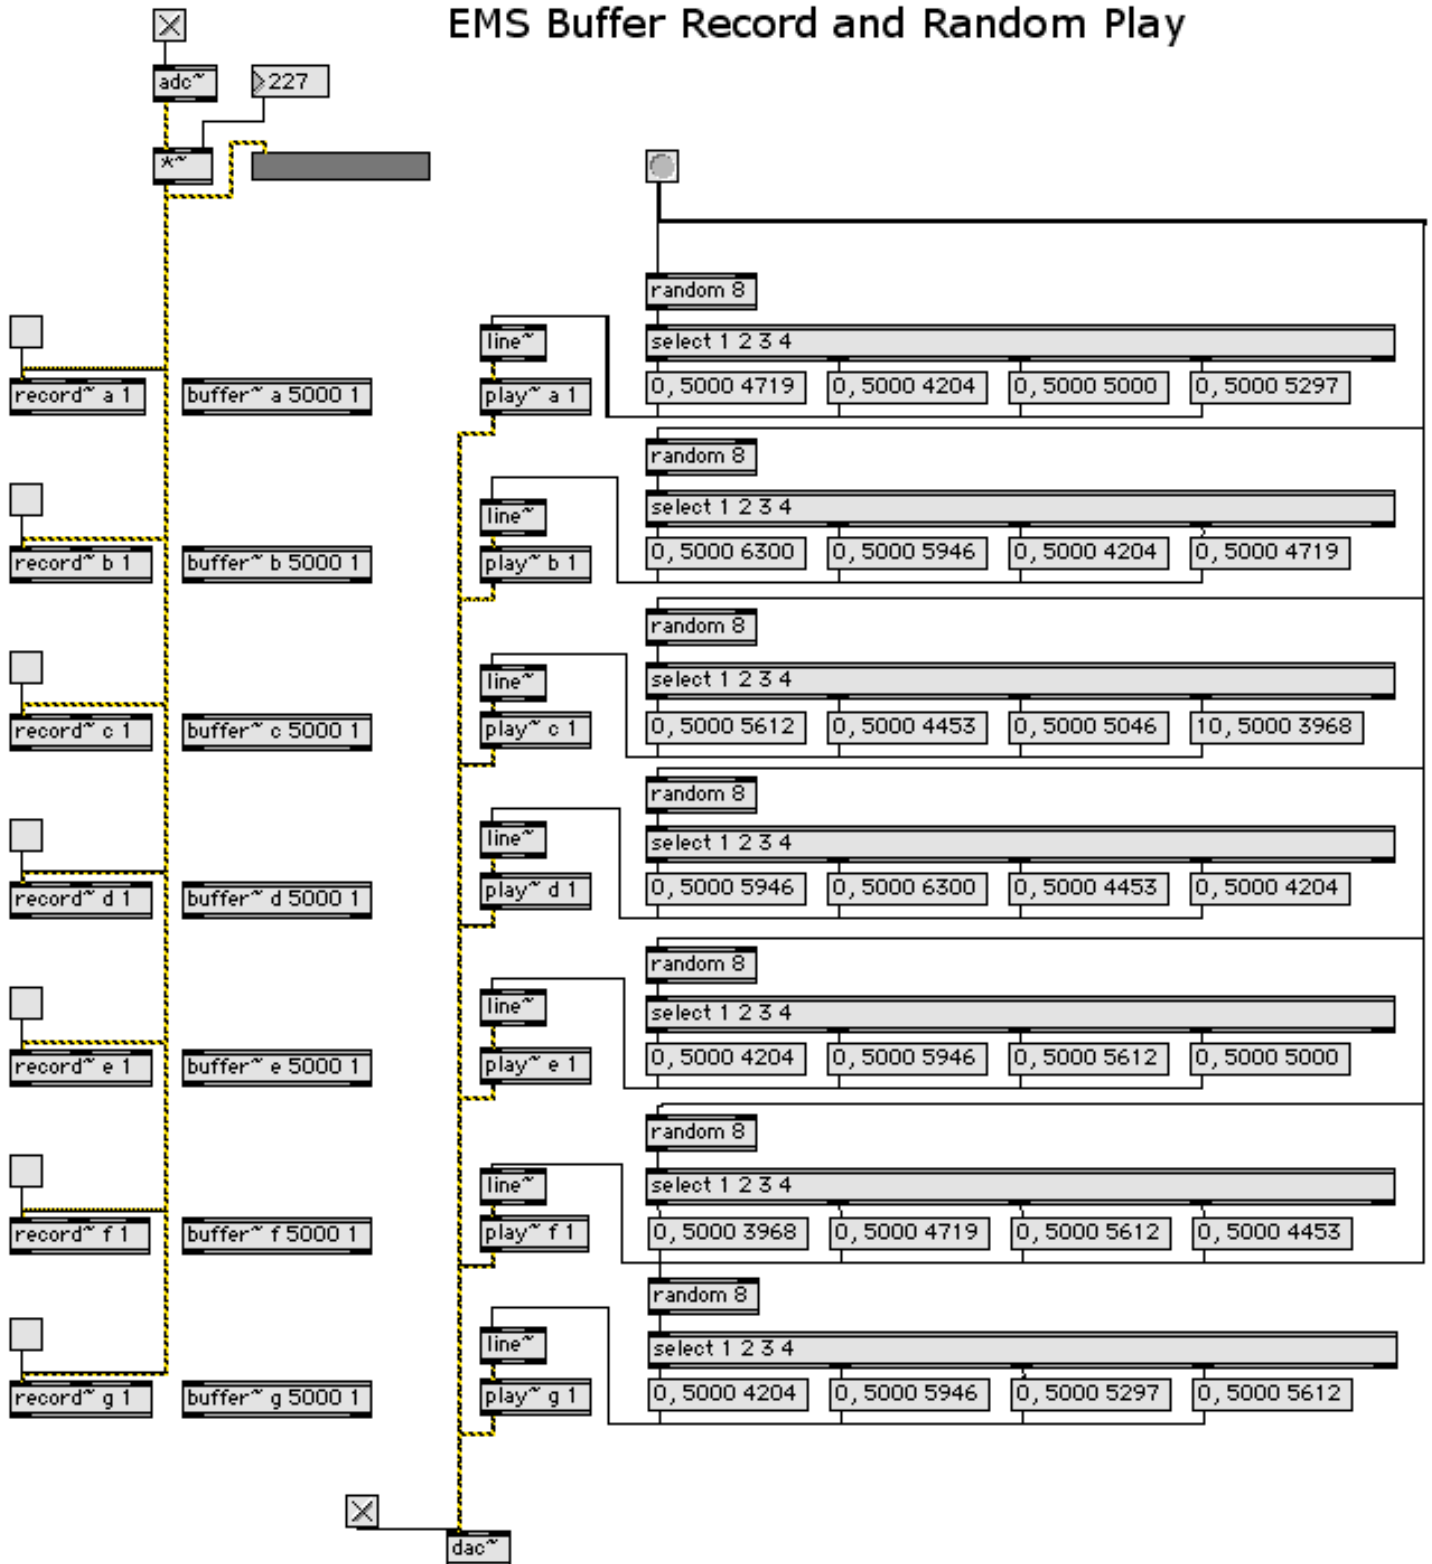 EMS Buffer Record and Random Play
adc~
227
*~
random 8
line~
select 1 2 3 4
record~ a 1
buffer~ a 5000 1
play~ a 1
0, 5000 4719
0, 5000 4204
0, 5000 5000
0, 5000 5297
random 8
line~
select 1 2 3 4
record~ b 1
buffer~ b 5000 1
play~ b 1
0, 5000 6300
0, 5000 5946
0, 5000 4204
0, 5000 4719
random 8
line~
select 1 2 3 4
record~ c 1
buffer~ c 5000 1
play~ c 1
0, 5000 5612
0, 5000 4453
0, 5000 5046
10, 5000 3968
random 8
line~
select 1 2 3 4
record~ d 1
buffer~ d 5000 1
play~ d 1
0, 5000 5946
0, 5000 6300
0, 5000 4453
0, 5000 4204
random 8
line~
select 1 2 3 4
record~ e 1
buffer~ e 5000 1
play~ e 1
0, 5000 4204
0, 5000 5946
0, 5000 5612
0, 5000 5000
random 8
line~
select 1 2 3 4
record~ f 1
buffer~ f 5000 1
play~ f 1
0, 5000 3968
0, 5000 4719
0, 5000 5612
0, 5000 4453
random 8
line~
select 1 2 3 4
record~ g 1
buffer~ g 5000 1
play~ g 1
0, 5000 4204
0, 5000 5946
0, 5000 5297
0, 5000 5612
dac~